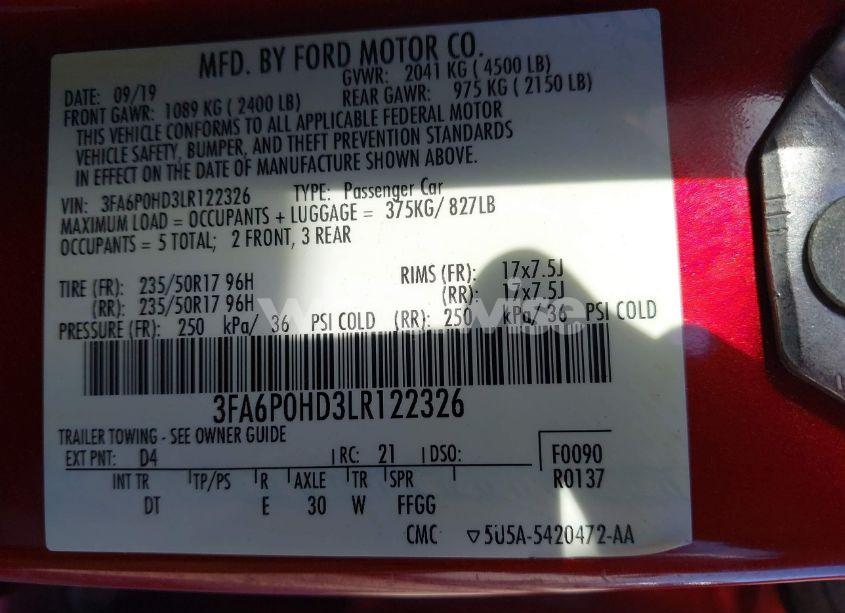 MFD. BY FORD MOTOR CO.
DATE: 09/19 GVWR: 2041 KG ( 4500 LB)
FRONT GAWR: 1089 KG ( 2400 LB) REAR GAWR: 975 KG ( 2150 LB)
THIS VEHICLE CONFORMS TO ALL APPLICABLE FEDERAL MOTOR
VEHICLE SAFETY, BUMPER, AND THEFT PREVENTION STANDARDS
IN EFFECT ON THE DATE OF MANUFACTURE SHOWN ABOVE.
VIN: 3FA6P0HD3LR122326 TYPE: Passenger Car
MAXIMUM LOAD = OCCUPANTS + LUGGAGE = 375KG/ 827LB
OCCUPANTS = 5 TOTAL; 2 FRONT, 3 REAR
TIRE (FR): 235/50R17 96H RIMS (FR): 17x7.5J
(RR): 235/50R17 96H (RR): 17x7.5J
PRESSURE (FR): 250 kPa/ 36 PSI COLD (RR): 250 kPa/ 36 PSI COLD
3FA6P0HD3LR122326
TRAILER TOWING - SEE OWNER GUIDE
EXT PNT: D4 RC: 21 DSO: F0090
INT TR TP/PS R AXLE TR SPR R0137
DT E 30 W FFGG
CMC ▽5U5A-5420472-AA